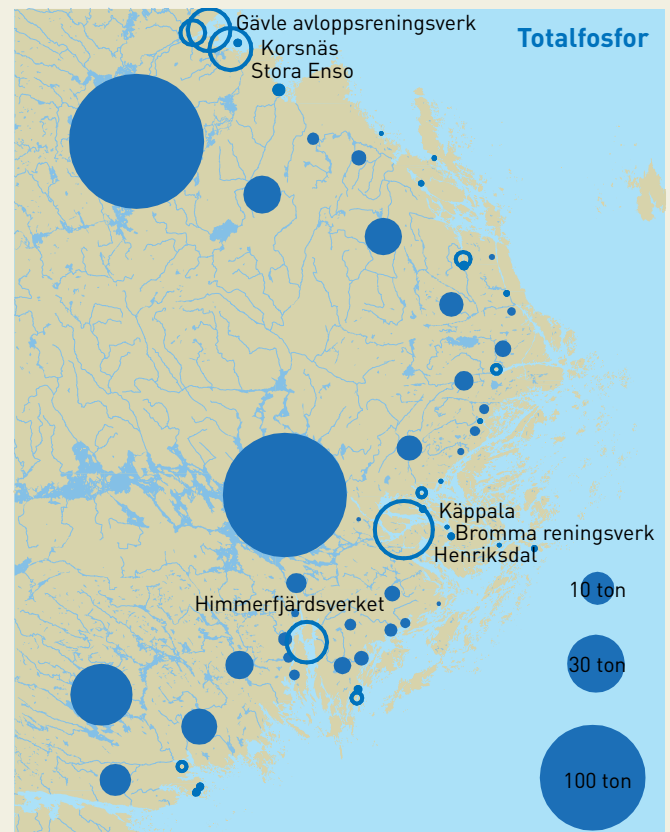 Totalfosfor
Gävle avloppsreningsverk
Korsnäs
Stora Enso
Käppala
Bromma reningsverk
Henriksdal
Himmerfjärdsverket
10 ton
30 ton
100 ton